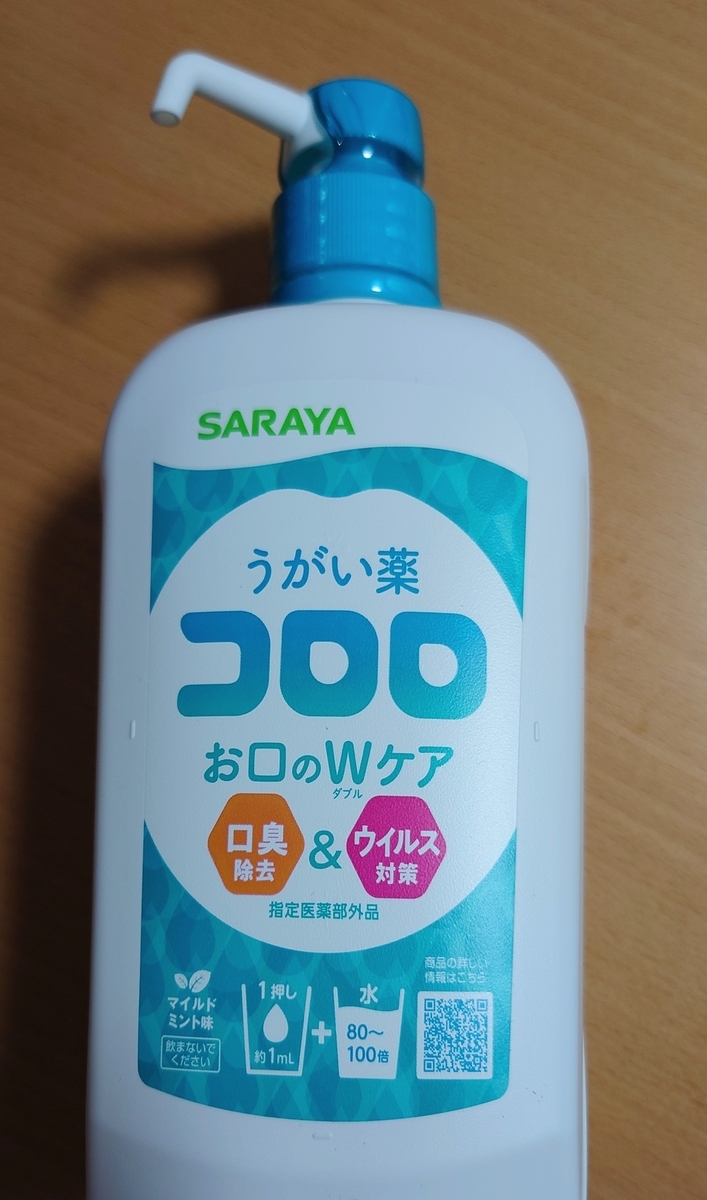 SARAYA
うがい薬
コロロ
お口のWケア
ダブル
口臭
除去
&
ウイルス
対策
指定医薬部外品
マイルド
ミント味
飲まないで
ください
1押し
約1mL
+
水
80〜
100倍
商品の詳しい
情報はこちら